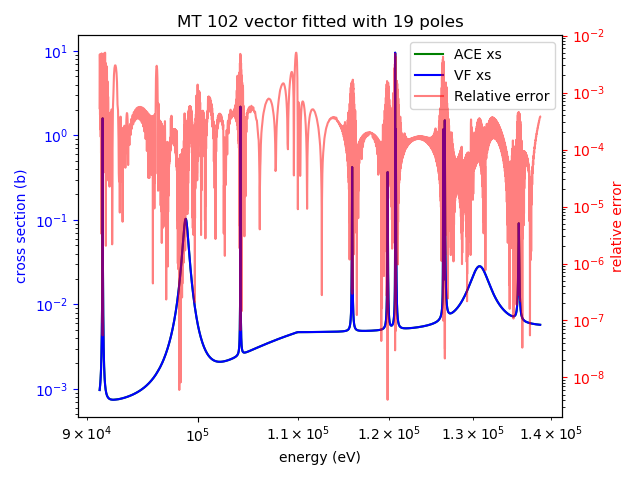 MT 102 vector fitted with 19 poles
ACE xs
VF xs
Relative error
cross section (b)
10¹
10⁰
10⁻¹
10⁻²
10⁻³
relative error
10⁻²
10⁻³
10⁻⁴
10⁻⁵
10⁻⁶
10⁻⁷
10⁻⁸
9 × 10⁴
10⁵
1.1 × 10⁵
1.2 × 10⁵
1.3 × 10⁵
1.4 × 10⁵
energy (eV)